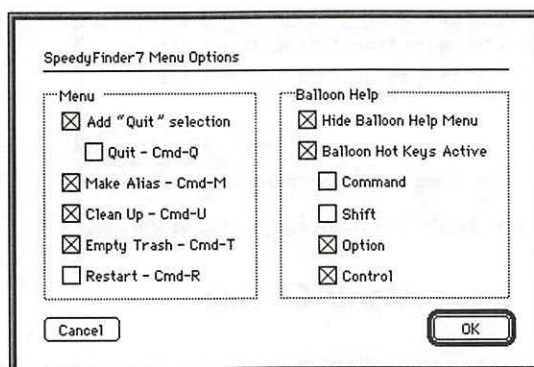 SpeedyFinder7 Menu Options
Menu
Add "Quit" selection
Quit - Cmd-Q
Make Alias - Cmd-M
Clean Up - Cmd-U
Empty Trash - Cmd-T
Restart - Cmd-R
Balloon Help
Hide Balloon Help Menu
Balloon Hot Keys Active
Command
Shift
Option
Control
Cancel
OK